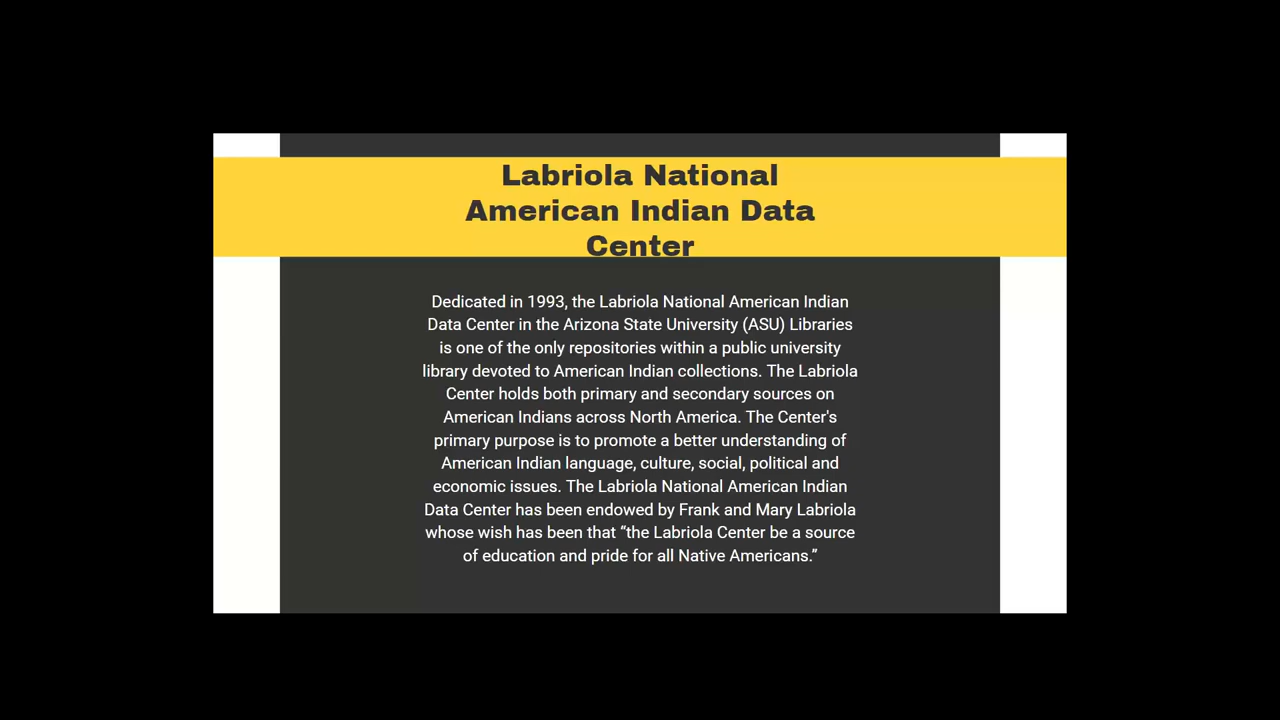 Labriola National
American Indian Data
Center
Dedicated in 1993, the Labriola National American Indian
Data Center in the Arizona State University (ASU) Libraries
is one of the only repositories within a public university
library devoted to American Indian collections. The Labriola
Center holds both primary and secondary sources on
American Indians across North America. The Center's
primary purpose is to promote a better understanding of
American Indian language, culture, social, political and
economic issues. The Labriola National American Indian
Data Center has been endowed by Frank and Mary Labriola
whose wish has been that “the Labriola Center be a source
of education and pride for all Native Americans.”